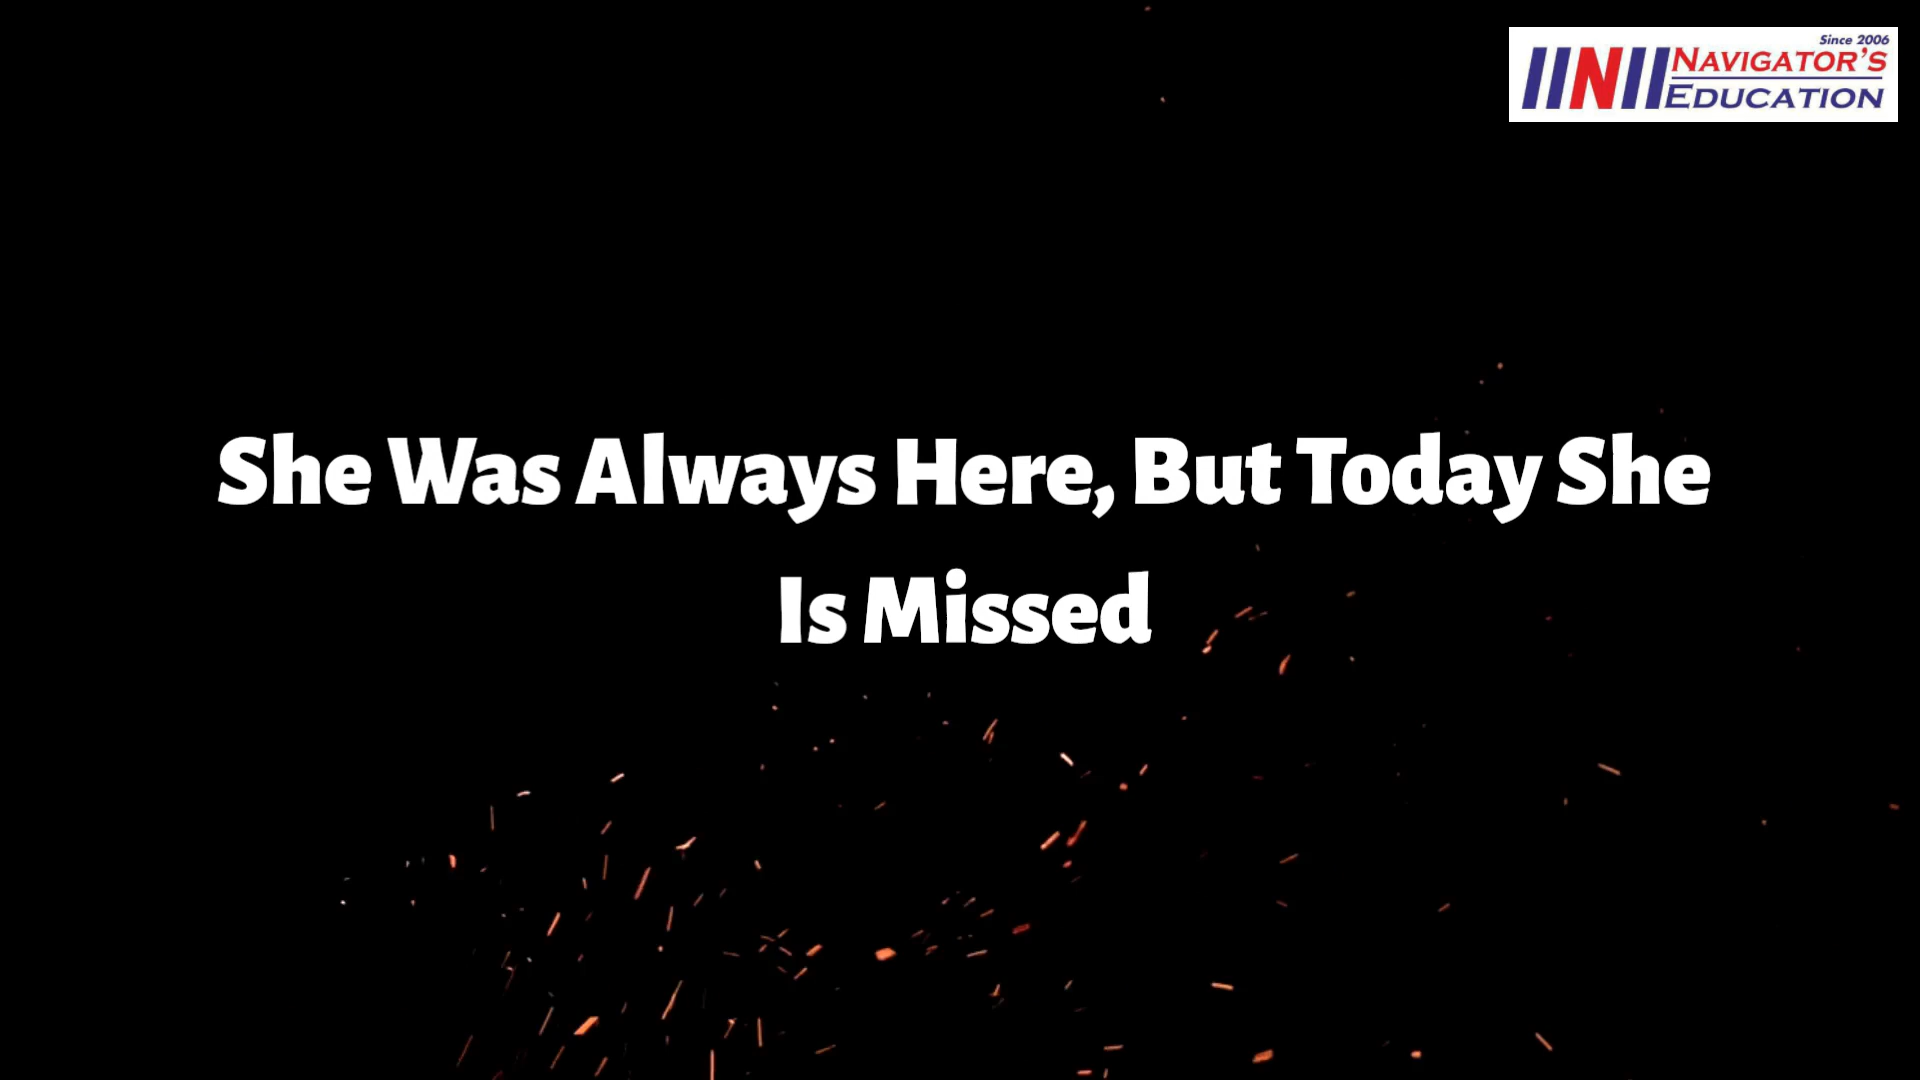 Since 2006
NAVIGATOR'S
EDUCATION
N
She Was Always Here, But Today She
Is Missed